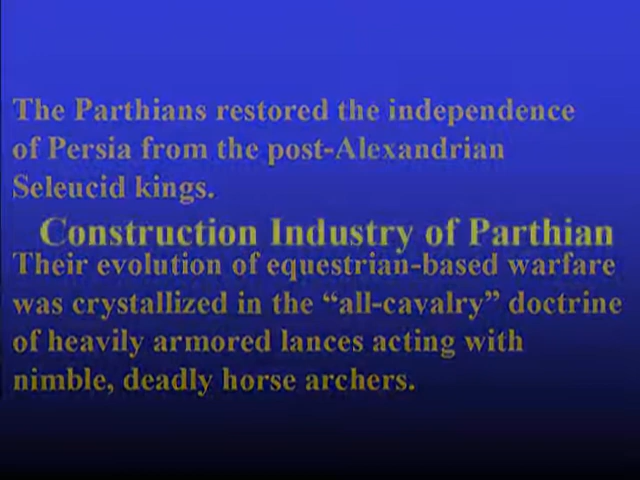 The Parthians restored the independence
of Persia from the post-Alexandrian
Seleucid kings.
Construction Industry of Parthian
Their evolution of equestrian-based warfare
was crystallized in the “all-cavalry” doctrine
of heavily armored lances acting with
nimble, deadly horse archers.